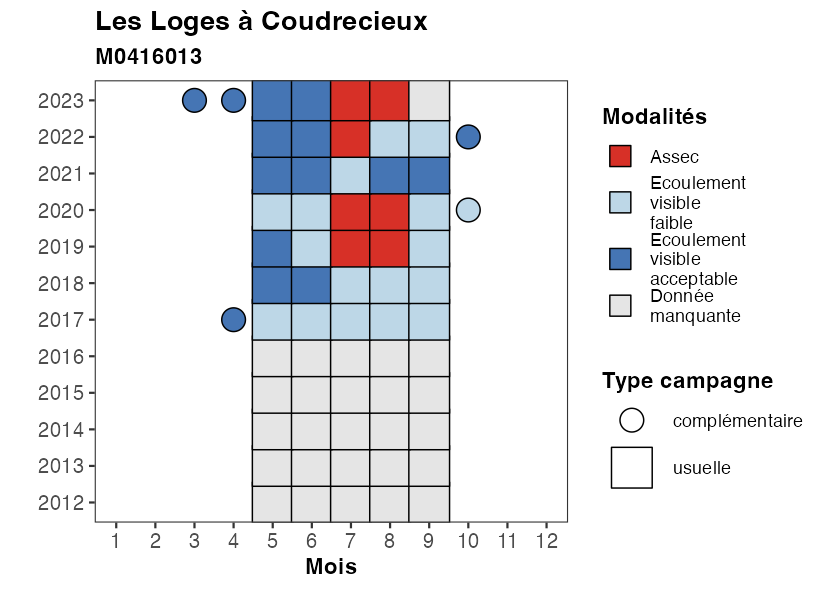 Les Loges à Coudrecieux
M0416013
2023
2022
2021
2020
2019
2018
2017
2016
2015
2014
2013
2012
1 2 3 4 5 6 7 8 9 10 11 12
Mois
Modalités
Assec
Ecoulement
visible
faible
Ecoulement
visible
acceptable
Donnée
manquante
Type campagne
complémentaire
usuelle